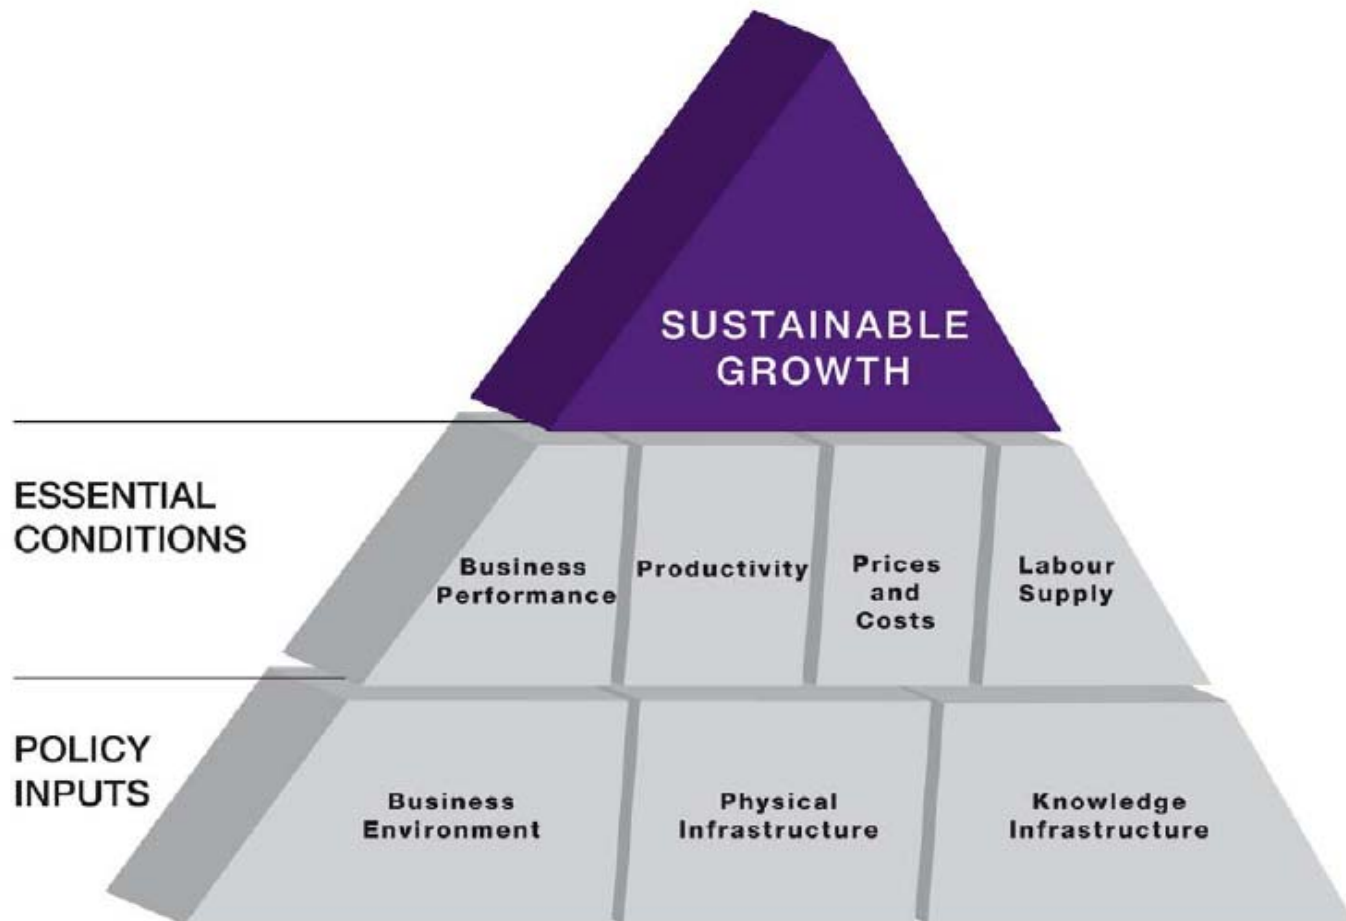 SUSTAINABLE
GROWTH
ESSENTIAL
CONDITIONS
Business
Performance
Productivity
Prices
and
Costs
Labour
Supply
POLICY
INPUTS
Business
Environment
Physical
Infrastructure
Knowledge
Infrastructure